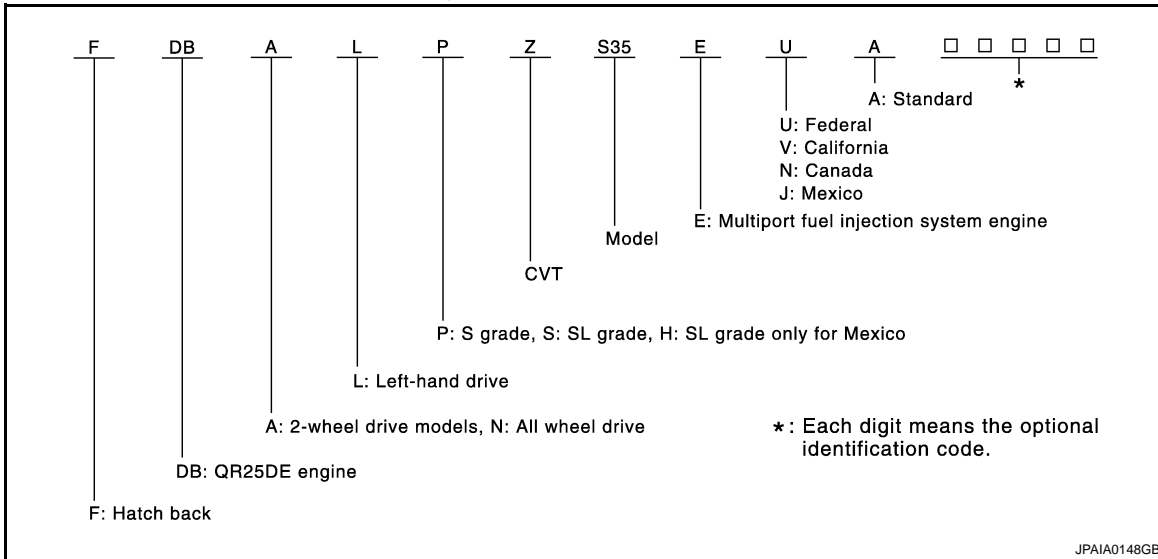 F DB A L P Z S35 E U A □ □ □ □ □
*
A: Standard
U: Federal
V: California
N: Canada
J: Mexico
E: Multiport fuel injection system engine
Model
CVT
P: S grade, S: SL grade, H: SL grade only for Mexico
L: Left-hand drive
A: 2-wheel drive models, N: All wheel drive
*: Each digit means the optional
identification code.
DB: QR25DE engine
F: Hatch back
JPAIA0148GB